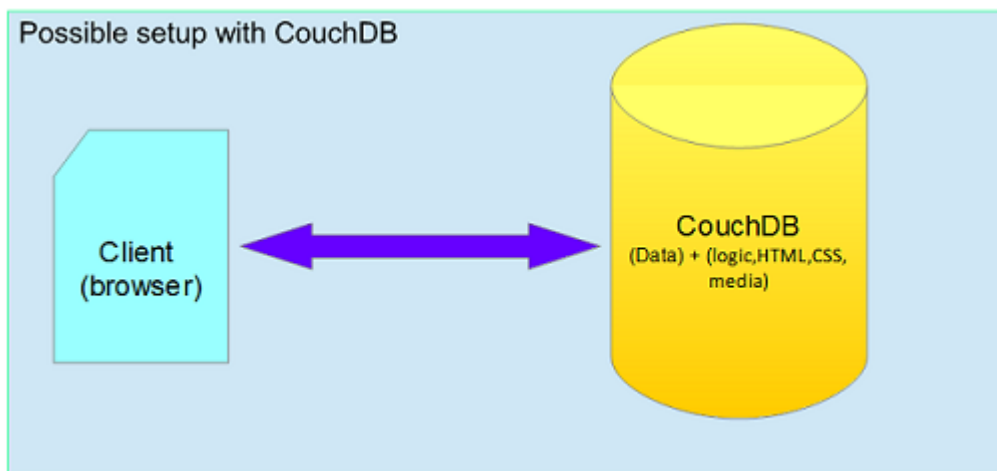 Possible setup with CouchDB
Client
(browser)
CouchDB
(Data) + (logic,HTML,CSS,
media)